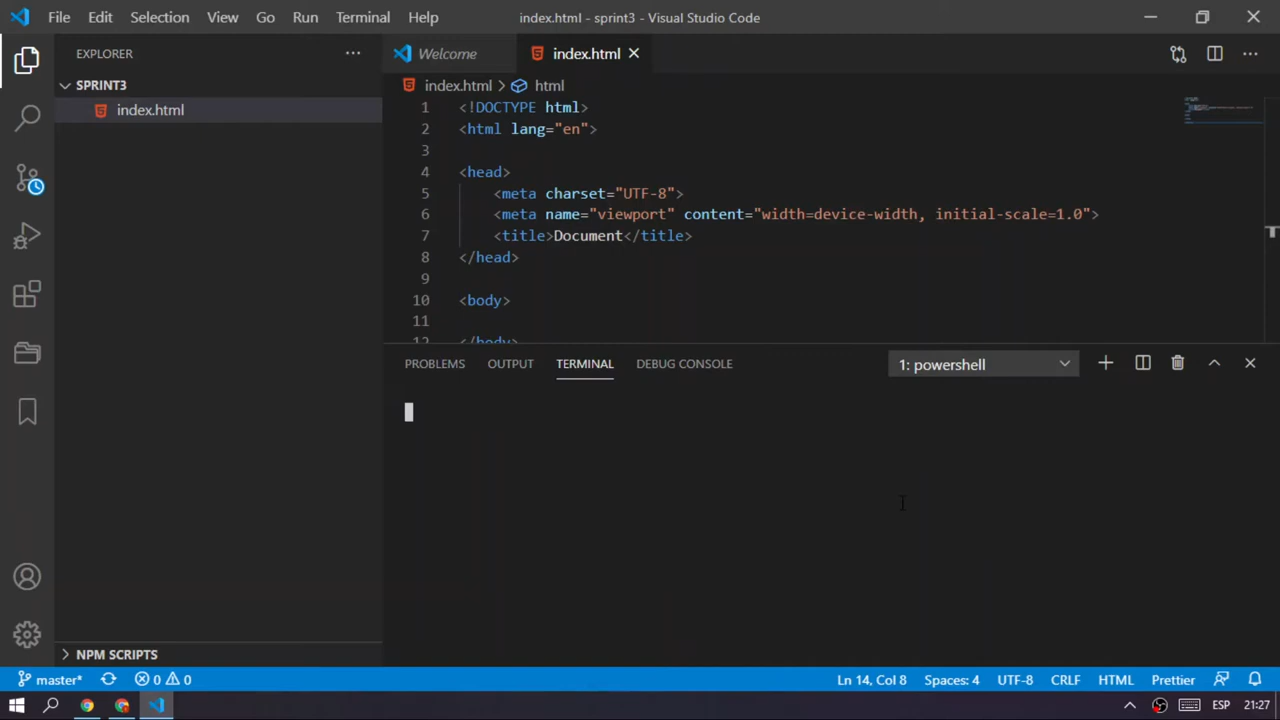 File Edit Selection View Go Run Terminal Help index.html - sprint3 - Visual Studio Code
EXPLORER
SPRINT3
index.html
NPM SCRIPTS
Welcome index.html
index.html > html
1 <!DOCTYPE html>
2 <html lang="en">
3
4 <head>
5 <meta charset="UTF-8">
6 <meta name="viewport" content="width=device-width, initial-scale=1.0">
7 <title>Document</title>
8 </head>
9
10 <body>
11
12 </body>
PROBLEMS OUTPUT TERMINAL DEBUG CONSOLE 1: powershell
master* 0 0 Ln 14, Col 8 Spaces: 4 UTF-8 CRLF HTML Prettier
ESP 21:27